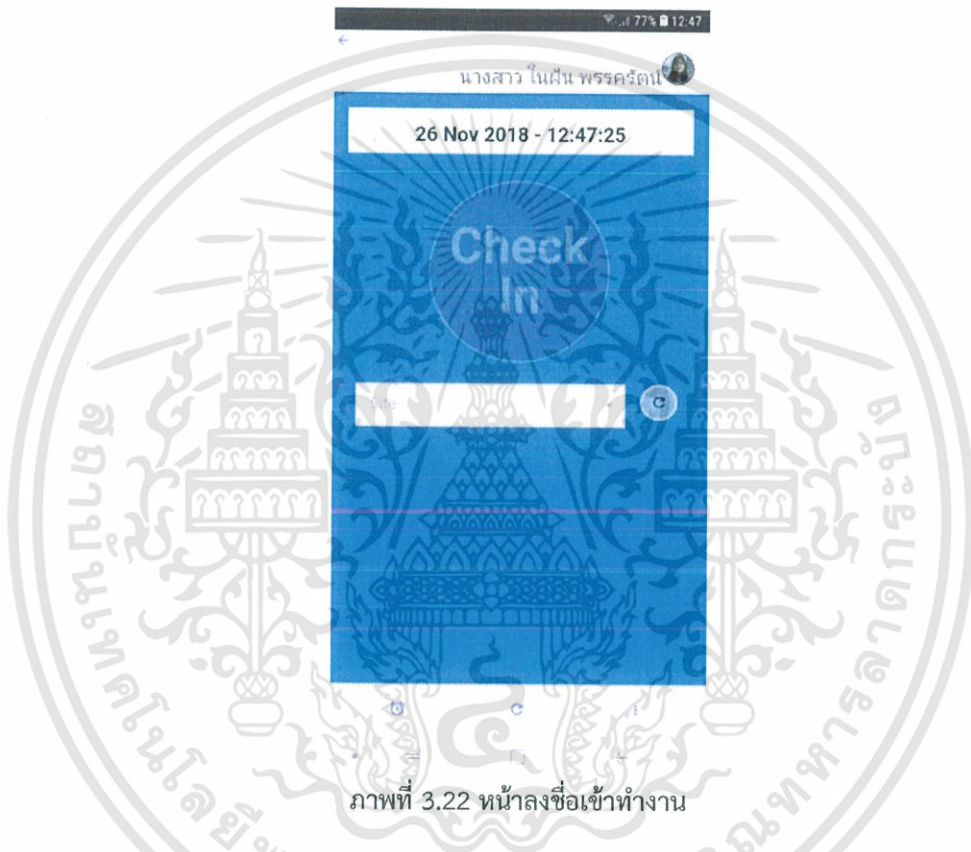 77% 12:47
นางสาว ในฝัน พรรครัตน์
26 Nov 2018 - 12:47:25
Check
In
Site
ภาพที่ 3.22 หน้าลงชื่อเข้าทำงาน